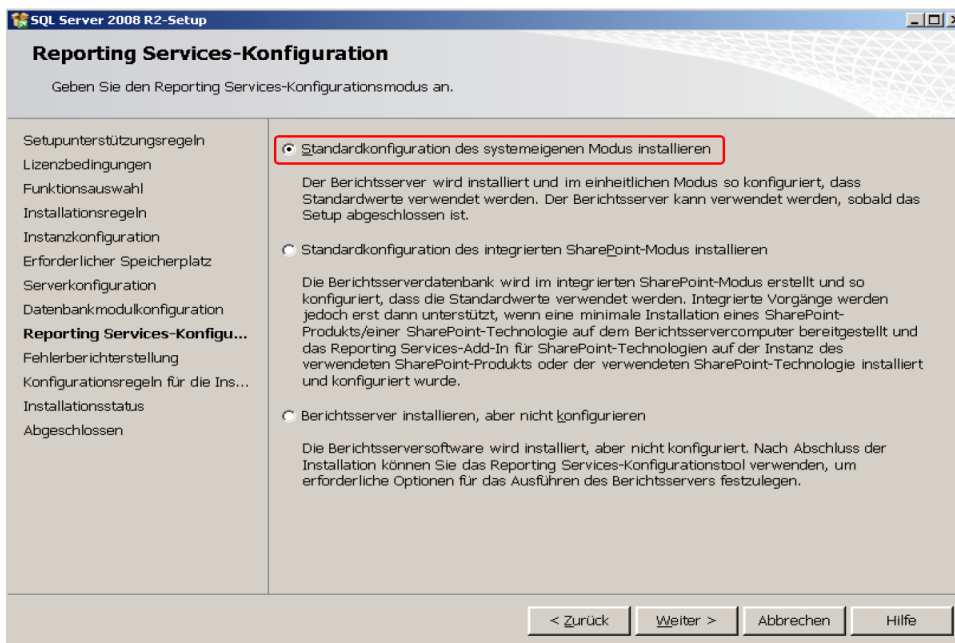 SQL Server 2008 R2-Setup
Reporting Services-Konfiguration
Geben Sie den Reporting Services-Konfigurationsmodus an.
Setupunterstützungsregeln
Lizenzbedingungen
Funktionsauswahl
Installationsregeln
Instanzkonfiguration
Erforderlicher Speicherplatz
Serverkonfiguration
Datenbankmodulkonfiguration
Reporting Services-Konfigu...
Fehlerberichterstellung
Konfigurationsregeln für die Ins...
Installationsstatus
Abgeschlossen
Standardkonfiguration des systemeigenen Modus installieren
Der Berichtsserver wird installiert und im einheitlichen Modus so konfiguriert, dass
Standardwerte verwendet werden. Der Berichtsserver kann verwendet werden, sobald das
Setup abgeschlossen ist.
Standardkonfiguration des integrierten SharePoint-Modus installieren
Die Berichtsserverdatenbank wird im integrierten SharePoint-Modus erstellt und so
konfiguriert, dass die Standardwerte verwendet werden. Integrierte Vorgänge werden
jedoch erst dann unterstützt, wenn eine minimale Installation eines SharePoint-
Produkts/einer SharePoint-Technologie auf dem Berichtsservercomputer bereitgestellt und
das Reporting Services-Add-In für SharePoint-Technologien auf der Instanz des
verwendeten SharePoint-Produkts oder der verwendeten SharePoint-Technologie installiert
und konfiguriert wurde.
Berichtsserver installieren, aber nicht konfigurieren
Die Berichtsserversoftware wird installiert, aber nicht konfiguriert. Nach Abschluss der
Installation können Sie das Reporting Services-Konfigurationstool verwenden, um
erforderliche Optionen für das Ausführen des Berichtsservers festzulegen.
< Zurück
Weiter >
Abbrechen
Hilfe